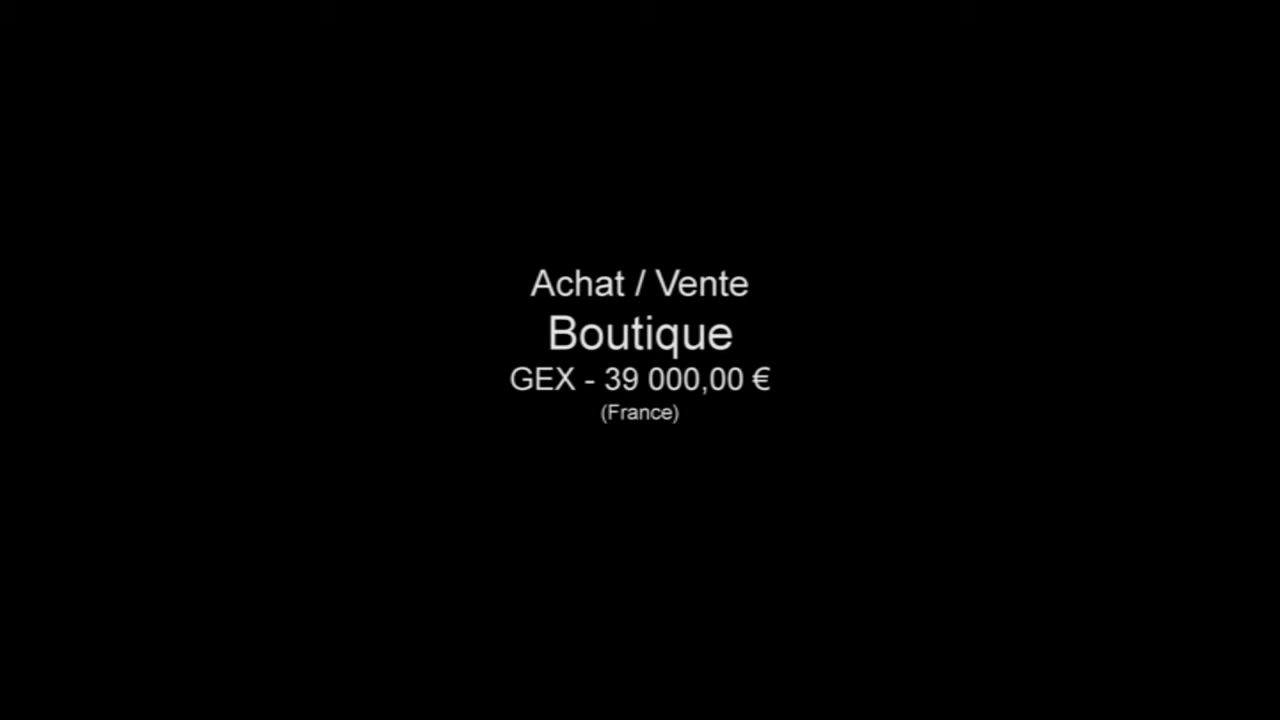 Achat / Vente
Boutique
GEX - 39 000,00 €
(France)